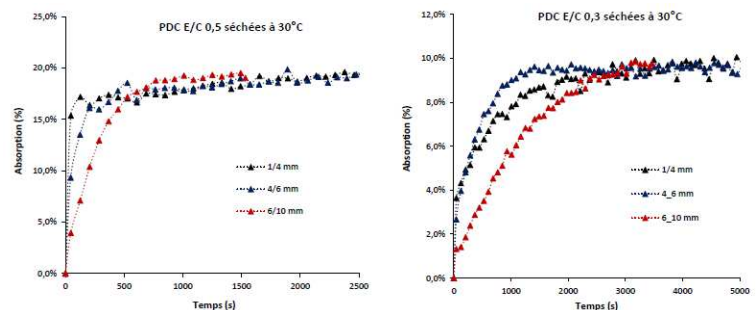 PDC E/C 0,5 séchées à 30°C
25,0%
20,0%
15,0%
10,0%
5,0%
0,0%
Absorption (%)
1/4 mm
4/6 mm
6/10 mm
0
500
1000
1500
2000
2500
Temps (s)
PDC E/C 0,3 séchées à 30°C
12,0%
10,0%
8,0%
6,0%
4,0%
2,0%
0,0%
Absorption (%)
1/4 mm
4_6 mm
6_10 mm
0
1000
2000
3000
4000
5000
Temps (s)